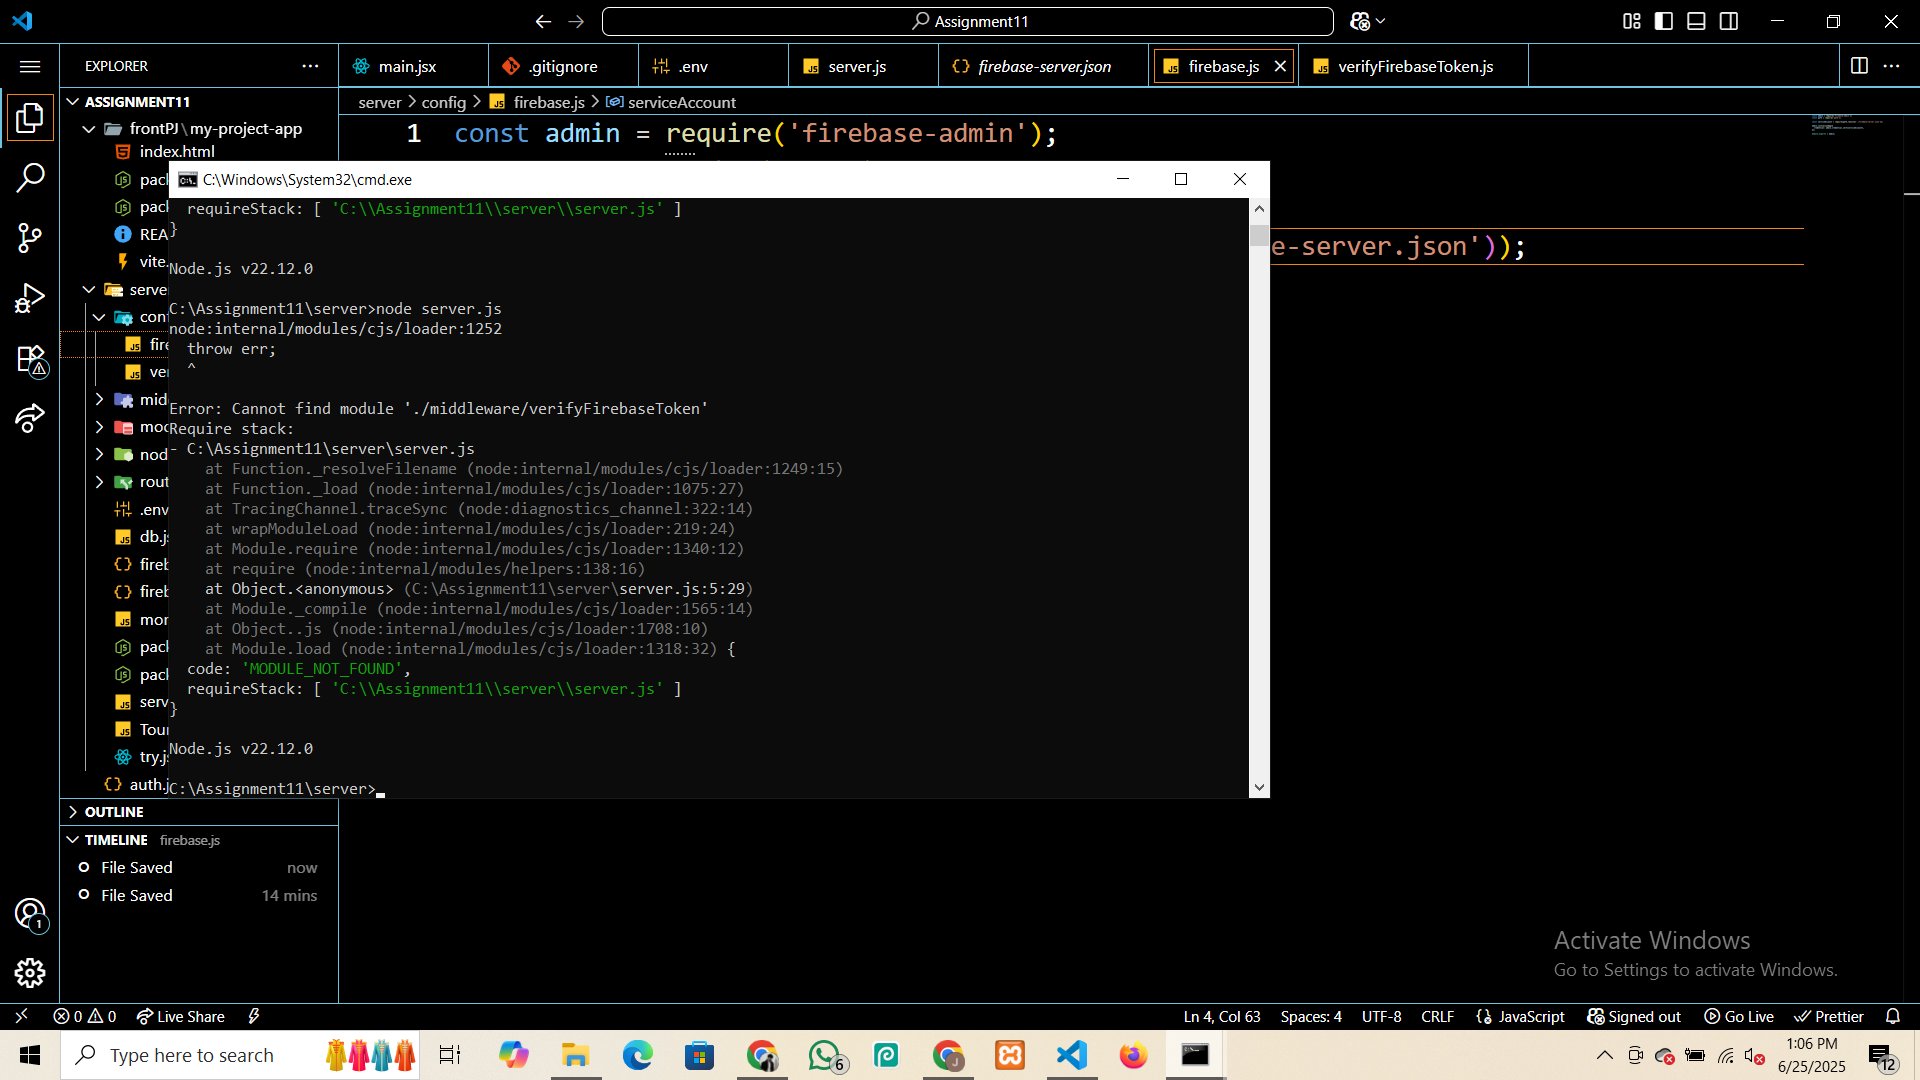 Assignment11
EXPLORER
main.jsx
.gitignore
.env
server.js
firebase-server.json
firebase.js
verifyFirebaseToken.js
ASSIGNMENT11
frontPJ\my-project-app
index.html
pac
pac
REA
vite.
serve
con
fire
ve
mid
mod
nod
rout
.env
db.js
fireb
fireb
mon
pack
pack
serv
Tour
try.js
auth.j
OUTLINE
TIMELINE firebase.js
File Saved now
File Saved 14 mins
server > config > firebase.js > serviceAccount
1 const admin = require('firebase-admin');
e-server.json'));
C:\Windows\System32\cmd.exe
requireStack: [ 'C:\\Assignment11\\server\\server.js' ]
}
Node.js v22.12.0
C:\Assignment11\server>node server.js
node:internal/modules/cjs/loader:1252
throw err;
^
Error: Cannot find module './middleware/verifyFirebaseToken'
Require stack:
- C:\Assignment11\server\server.js
at Function._resolveFilename (node:internal/modules/cjs/loader:1249:15)
at Function._load (node:internal/modules/cjs/loader:1075:27)
at TracingChannel.traceSync (node:diagnostics_channel:322:14)
at wrapModuleLoad (node:internal/modules/cjs/loader:219:24)
at Module.require (node:internal/modules/cjs/loader:1340:12)
at require (node:internal/modules/helpers:138:16)
at Object.<anonymous> (C:\Assignment11\server\server.js:5:29)
at Module._compile (node:internal/modules/cjs/loader:1565:14)
at Object..js (node:internal/modules/cjs/loader:1708:10)
at Module.load (node:internal/modules/cjs/loader:1318:32) {
code: 'MODULE_NOT_FOUND',
requireStack: [ 'C:\\Assignment11\\server\\server.js' ]
}
Node.js v22.12.0
C:\Assignment11\server>
Activate Windows
Go to Settings to activate Windows.
0 0 Live Share
Ln 4, Col 63 Spaces: 4 UTF-8 CRLF {} JavaScript Signed out Go Live Prettier
Type here to search
6
1:06 PM
6/25/2025
12
1